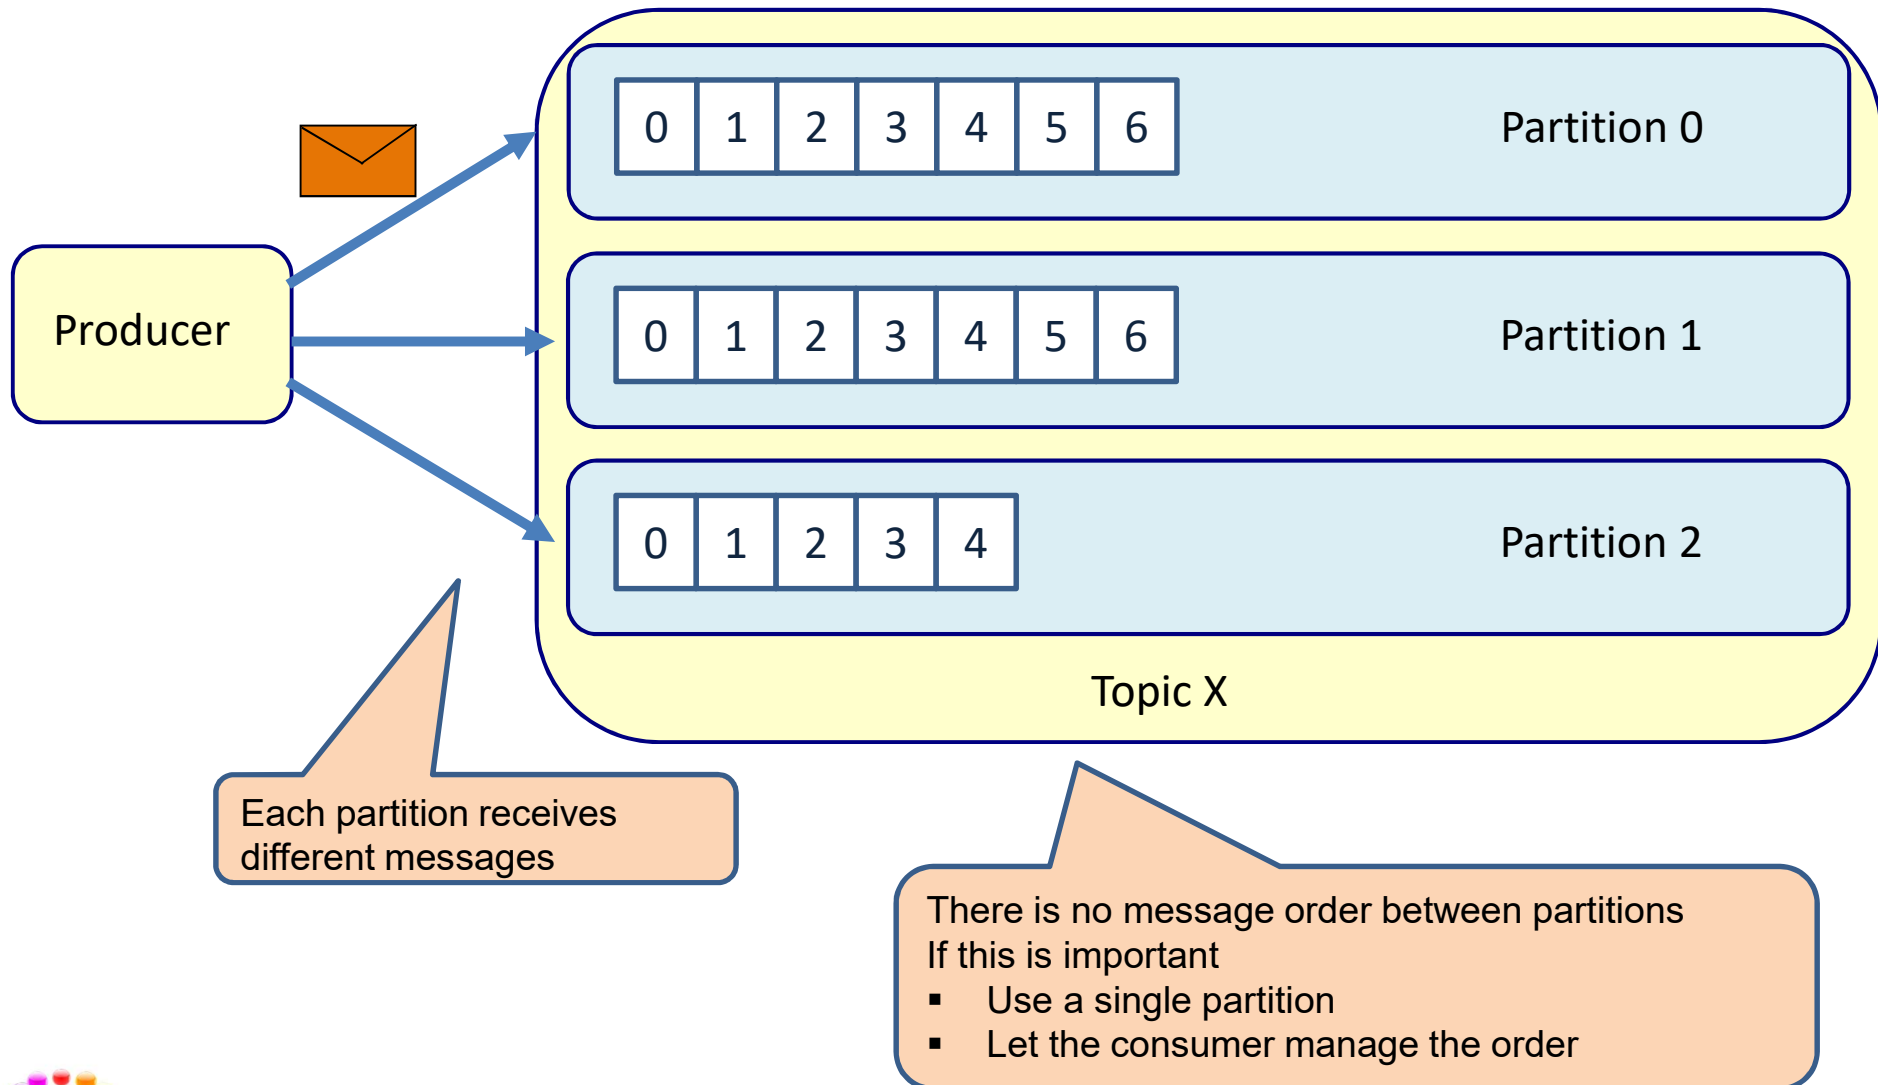 0 1 2 3 4 5 6 Partition 0
Producer
0 1 2 3 4 5 6 Partition 1
0 1 2 3 4 Partition 2
Topic X
Each partition receives
different messages
There is no message order between partitions
If this is important
▪ Use a single partition
▪ Let the consumer manage the order